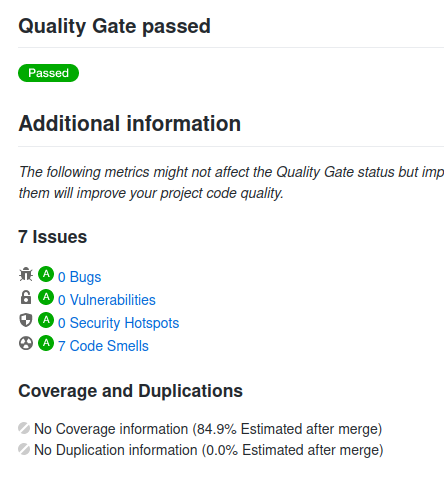 Quality Gate passed
Passed
Additional information
The following metrics might not affect the Quality Gate status but imp
them will improve your project code quality.
7 Issues
A 0 Bugs
A 0 Vulnerabilities
A 0 Security Hotspots
A 7 Code Smells
Coverage and Duplications
No Coverage information (84.9% Estimated after merge)
No Duplication information (0.0% Estimated after merge)